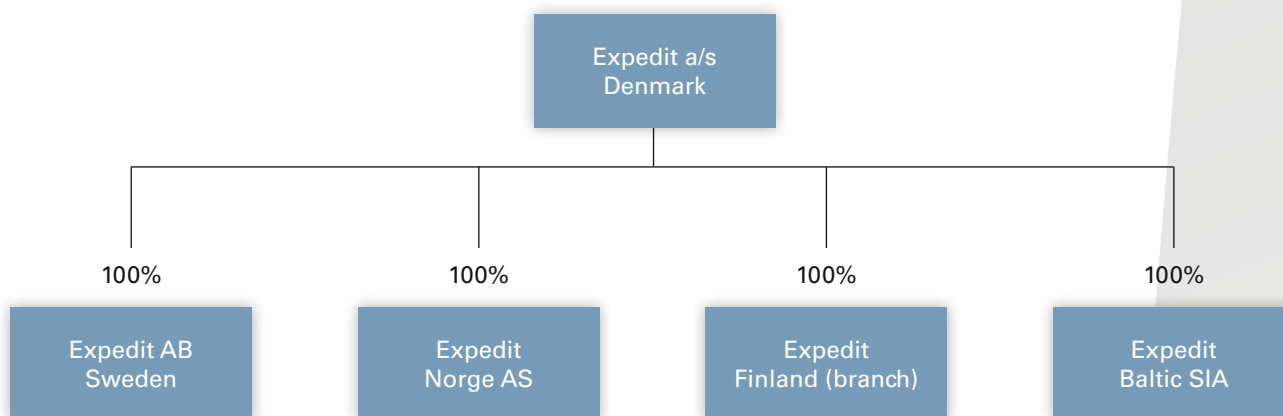 Expedit a/s
Denmark
100%
100%
100%
100%
Expedit AB
Sweden
Expedit
Norge AS
Expedit
Finland (branch)
Expedit
Baltic SIA